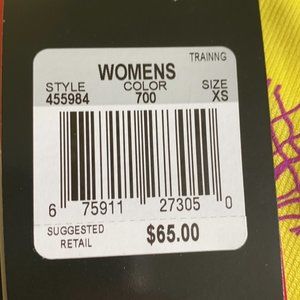 TRAINNG
WOMENS
STYLE COLOR SIZE
455984 700 XS
6 75911 27305 0
SUGGESTED
RETAIL $65.00